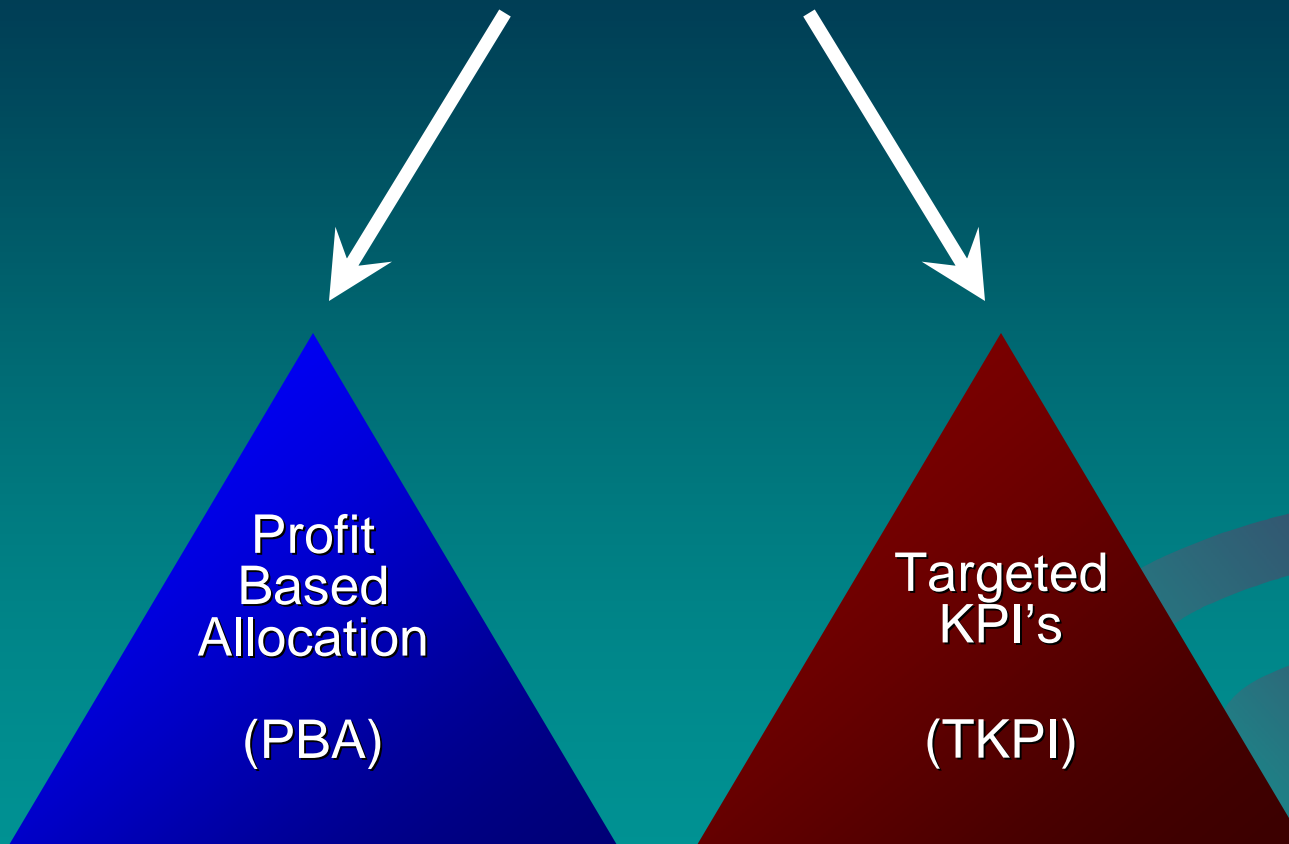 Profit
Based
Allocation
(PBA)
Targeted
KPI’s
(TKPI)